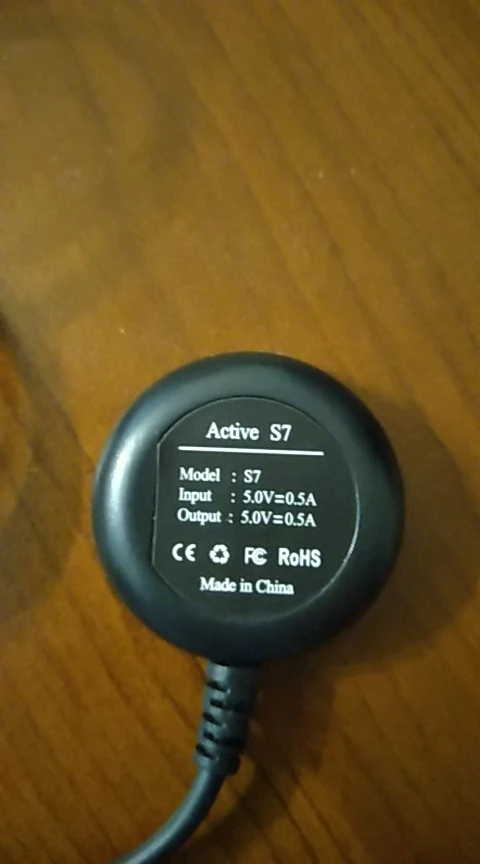 Active S7
Model : S7
Input : 5.0V=0.5A
Output : 5.0V=0.5A
CE FC RoHS
Made in China